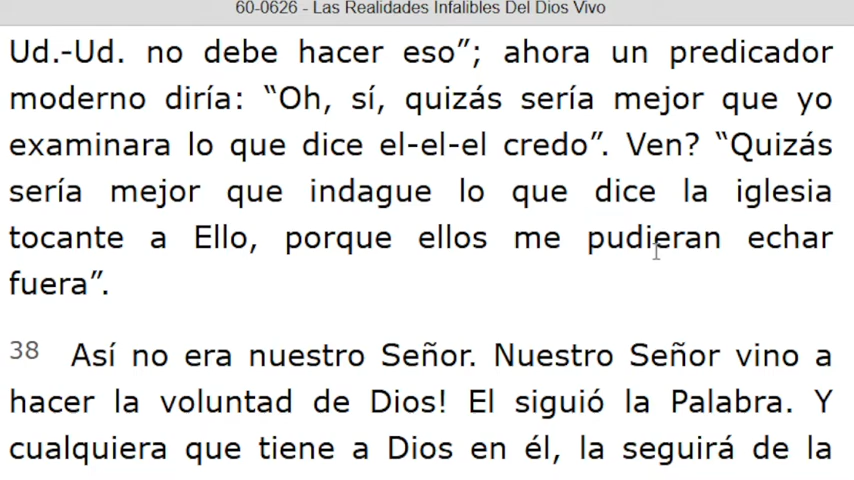 60-0626 - Las Realidades Infalibles Del Dios Vivo
Ud.-Ud. no debe hacer eso”; ahora un predicador
moderno diría: “Oh, sí, quizás sería mejor que yo
examinara lo que dice el-el-el credo”. Ven? “Quizás
sería mejor que indague lo que dice la iglesia
tocante a Ello, porque ellos me pudieran echar
fuera”.
38 Así no era nuestro Señor. Nuestro Señor vino a
hacer la voluntad de Dios! El siguió la Palabra. Y
cualquiera que tiene a Dios en él, la seguirá de la